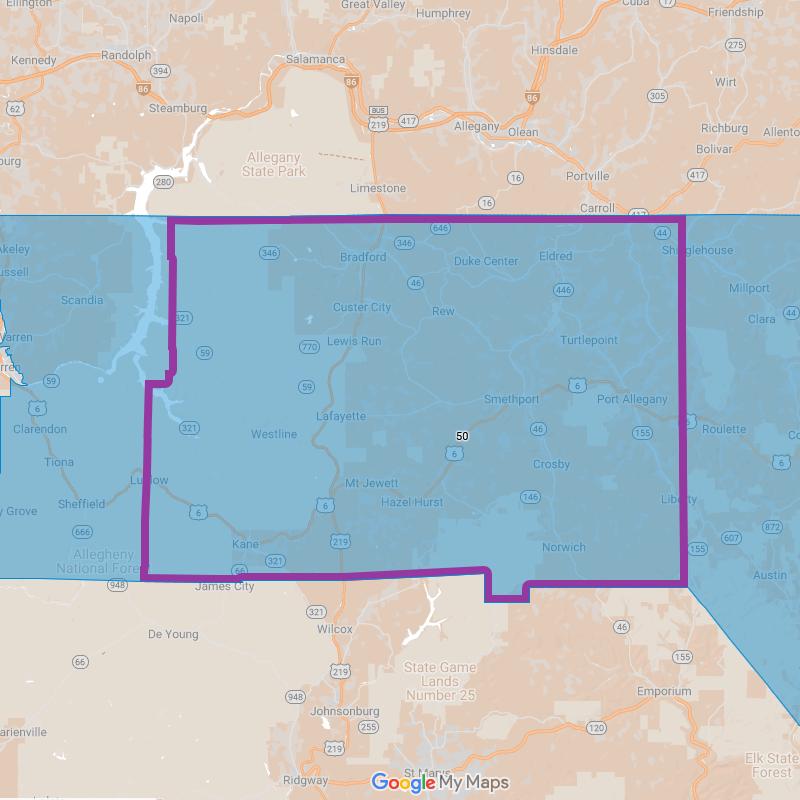 Ellington
Napoli
Great Valley
Humphrey
Cuba
17
Friendship
Kennedy
Randolph
394
86
Salamanca
86
Hinsdale
275
62
Steamburg
BUS
219
417
86
305
Wirt
Allegany
Olean
Richburg
Bolivar
Allento
burg
Allegany
State Park
280
Limestone
16
16
Portville
417
Carroll
417
Akeley
ussell
346
Bradford
346
646
44
Shinglehouse
Duke Center
Eldred
Scandia
46
446
Millport
321
Custer City
Rew
Clara
44
Warren
rren
59
59
770
Lewis Run
Turtlepoint
59
6
6
Smethport
Port Allegany
6
Lafayette
Clarendon
321
Westline
50
46
155
Roulette
6
6
Tiona
Crosby
Ludlow
Mt Jewett
Sheffield
6
6
Hazel Hurst
146
Liberty
y Grove
666
Kane
219
607
872
Allegheny
National Forest
321
66
Norwich
155
Austin
948
James City
321
Wilcox
De Young
46
66
155
219
State Game
Lands
Number 25
948
Emporium
Johnsonburg
255
120
arienville
219
Elk State
Forest
Ridgway
St Marys
Google My Maps